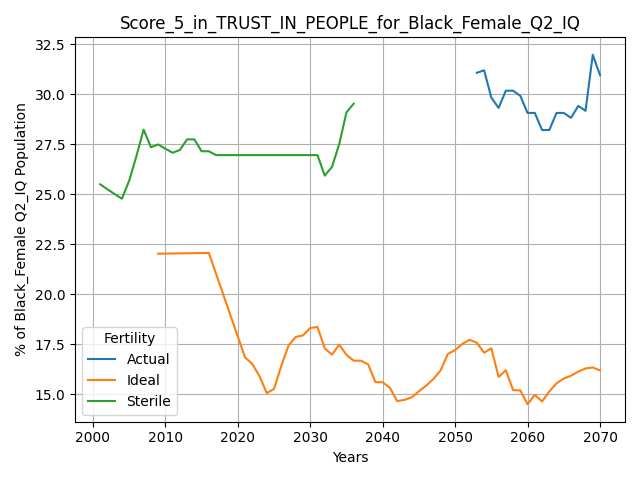 Score_5_in_TRUST_IN_PEOPLE_for_Black_Female_Q2_IQ
% of Black_Female Q2_IQ Population
32.5
30.0
27.5
25.0
22.5
20.0
17.5
15.0
Fertility
Actual
Ideal
Sterile
2000 2010 2020 2030 2040 2050 2060 2070
Years